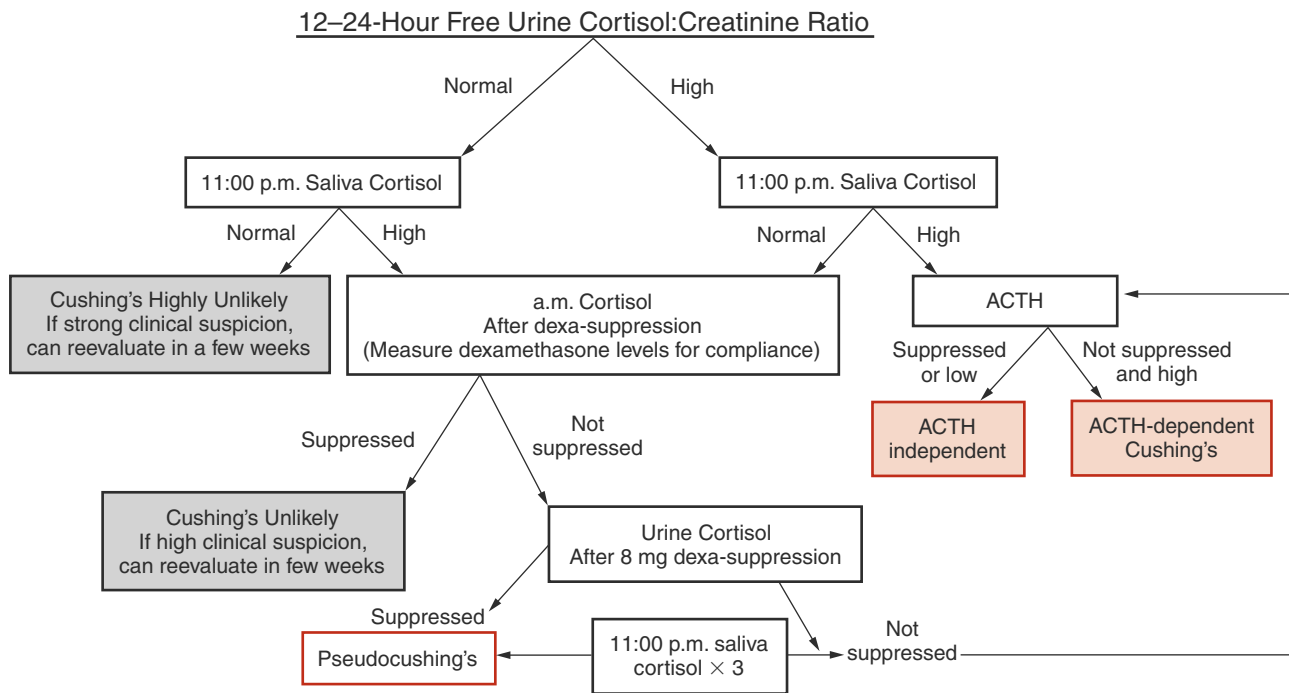 12–24-Hour Free Urine Cortisol:Creatinine Ratio
Normal
High
11:00 p.m. Saliva Cortisol
11:00 p.m. Saliva Cortisol
Normal
High
Normal
High
Cushing's Highly Unlikely
If strong clinical suspicion,
can reevaluate in a few weeks
a.m. Cortisol
After dexa-suppression
(Measure dexamethasone levels for compliance)
ACTH
Suppressed
or low
Not suppressed
and high
ACTH
independent
ACTH-dependent
Cushing's
Suppressed
Not
suppressed
Cushing's Unlikely
If high clinical suspicion,
can reevaluate in few weeks
Urine Cortisol
After 8 mg dexa-suppression
Suppressed
Pseudocushing's
11:00 p.m. saliva
cortisol × 3
Not
suppressed